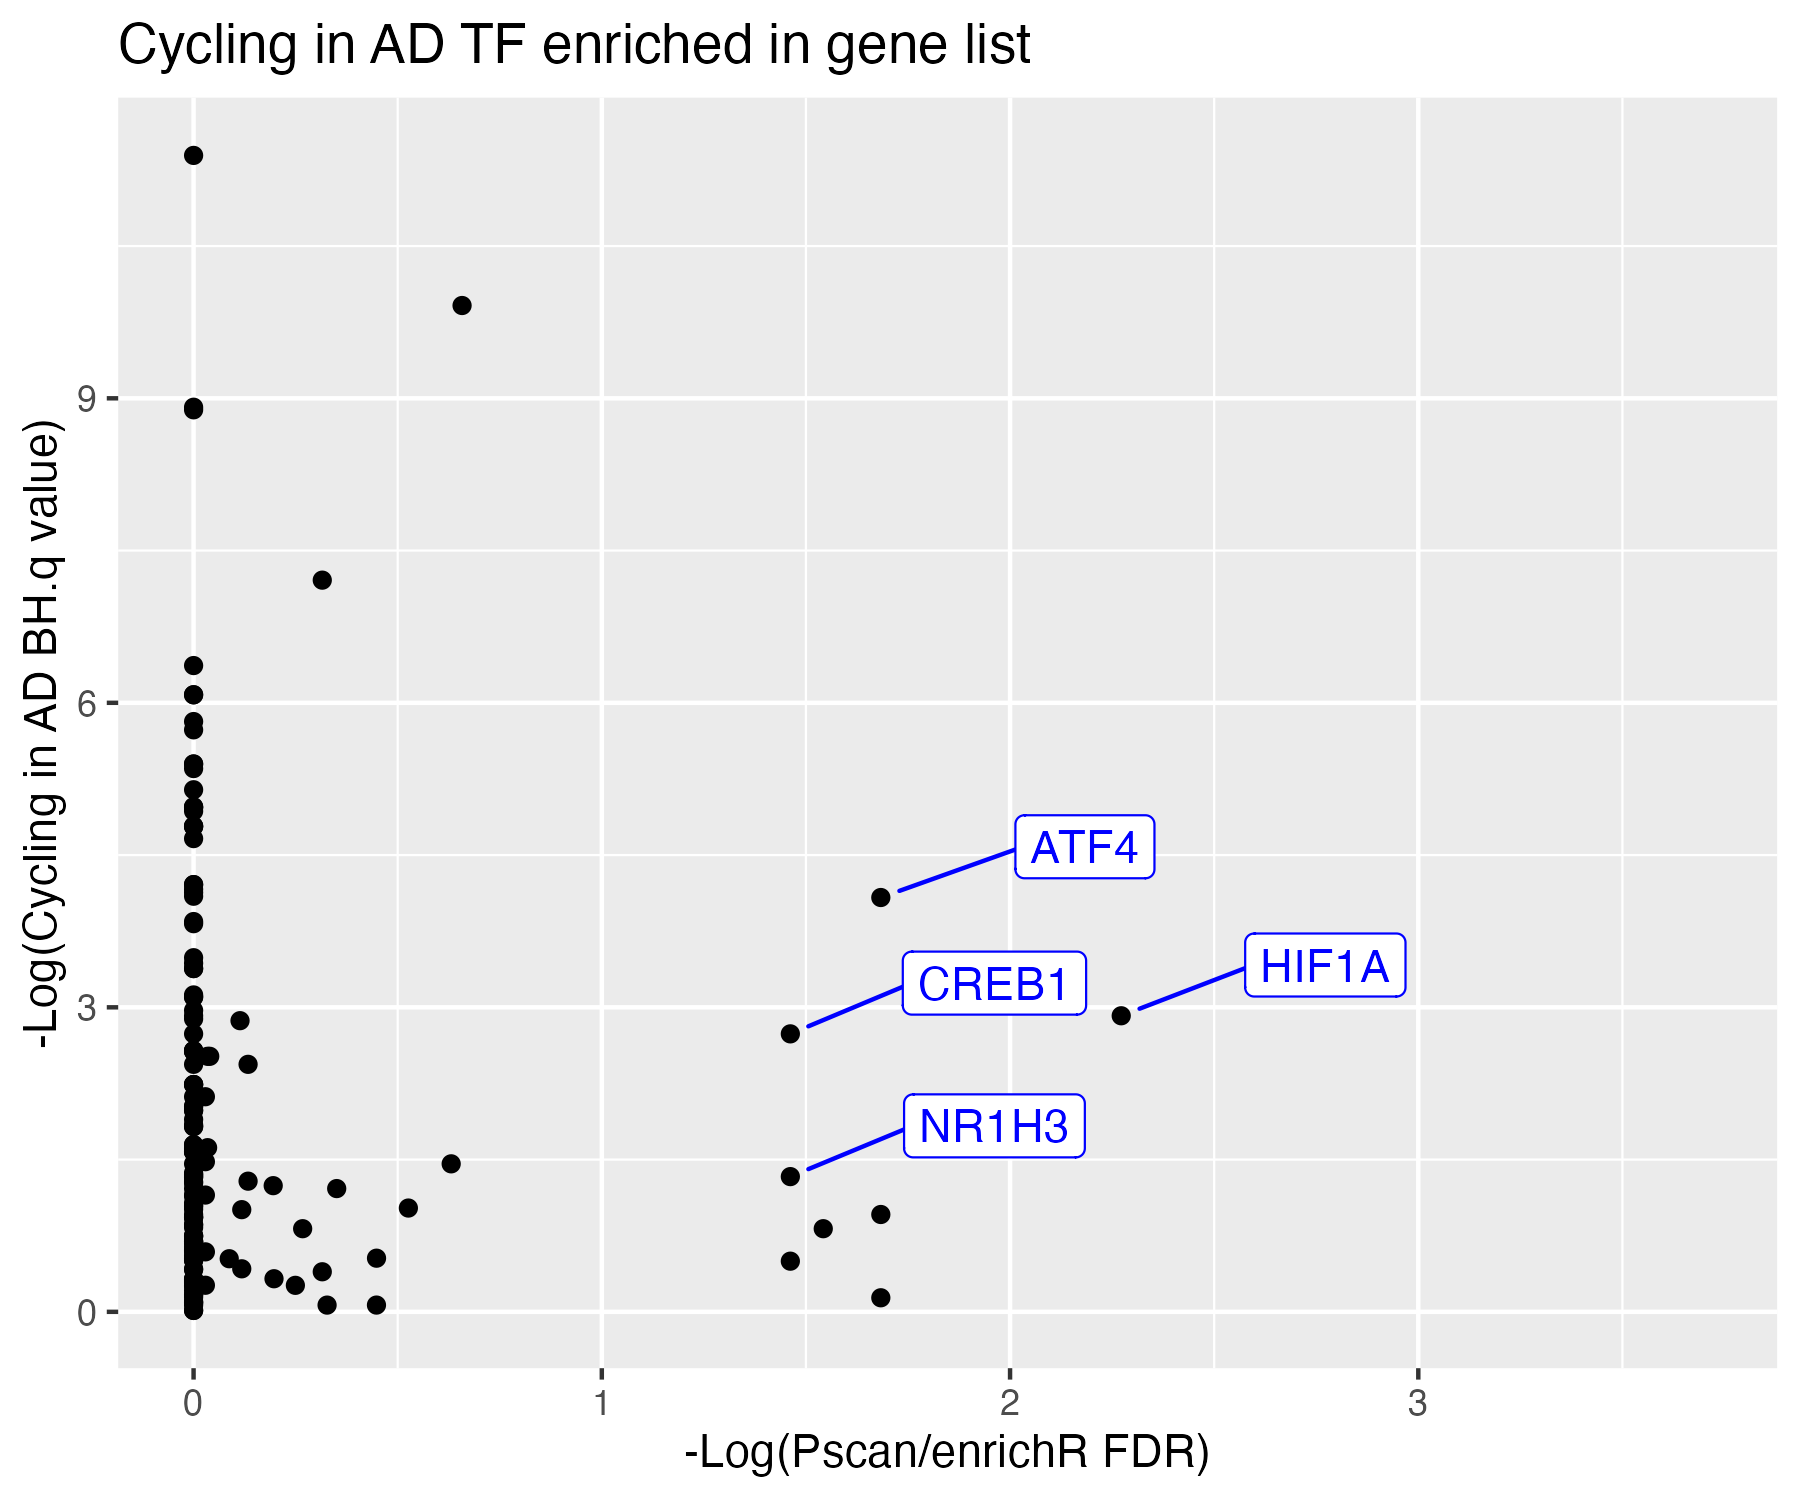 Cycling in AD TF enriched in gene list
-Log(Cycling in AD BH.q value)
9
6
3
0
ATF4
HIF1A
CREB1
NR1H3
0 1 2 3
-Log(Pscan/enrichR FDR)